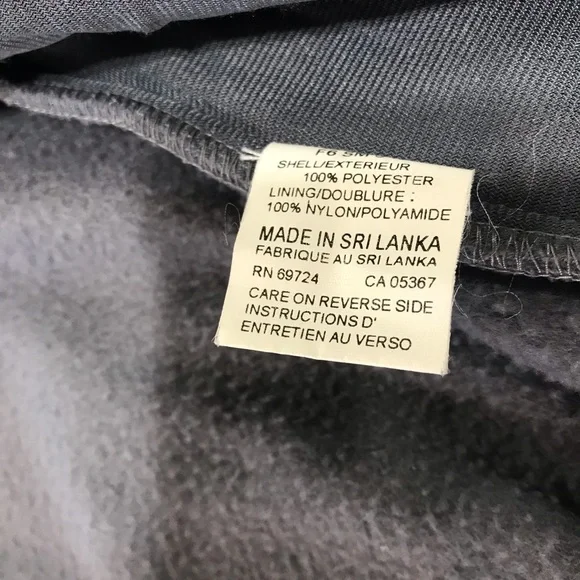 SHELL/EXTERIEUR
100% POLYESTER
LINING/DOUBLURE :
100% NYLON/POLYAMIDE
MADE IN SRI LANKA
FABRIQUE AU SRI LANKA
RN 69724 CA 05367
CARE ON REVERSE SIDE
INSTRUCTIONS D'
ENTRETIEN AU VERSO